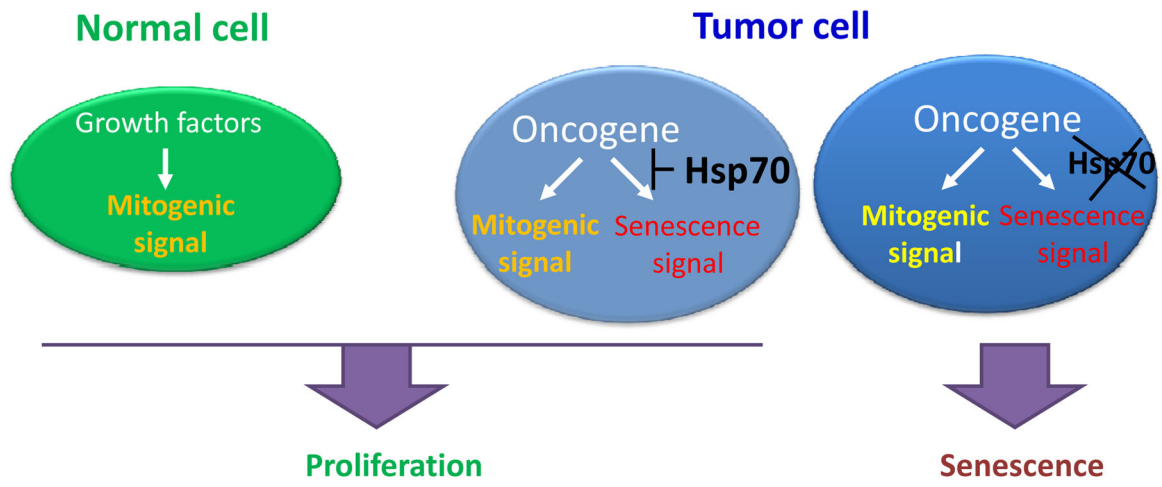 Normal cell
Tumor cell
Growth factors
Mitogenic
signal
Oncogene
Hsp70
Mitogenic
signal
Senescence
signal
Oncogene
Hsp70
Mitogenic
signal
Senescence
signal
Proliferation
Senescence